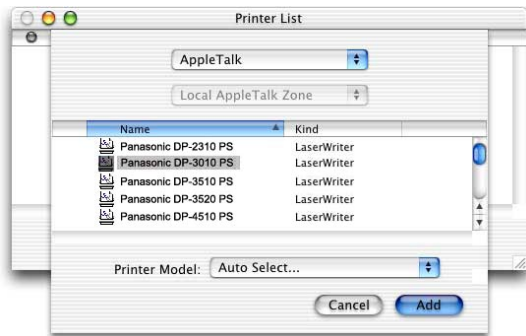 Printer List
AppleTalk
Local AppleTalk Zone
Name Kind
Panasonic DP-2310 PS LaserWriter
Panasonic DP-3010 PS LaserWriter
Panasonic DP-3510 PS LaserWriter
Panasonic DP-3520 PS LaserWriter
Panasonic DP-4510 PS LaserWriter
Printer Model: Auto Select...
Cancel Add